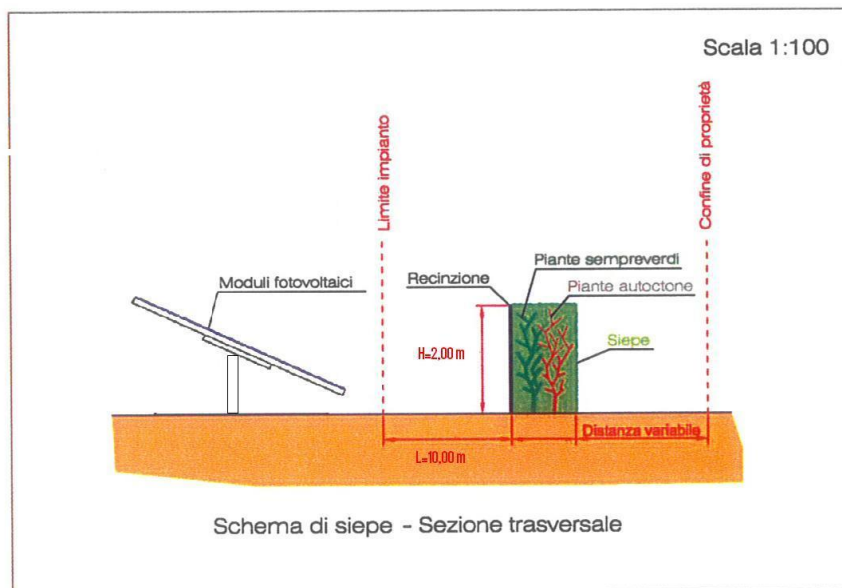 Scala 1:100
Limite impianto
Confine di proprietà
Piante sempreverdi
Recinzione
Moduli fotovoltaici
Piante autoctone
Siepe
H=2,00 m
Distanza variabile
L=10,00 m
Schema di siepe - Sezione trasversale